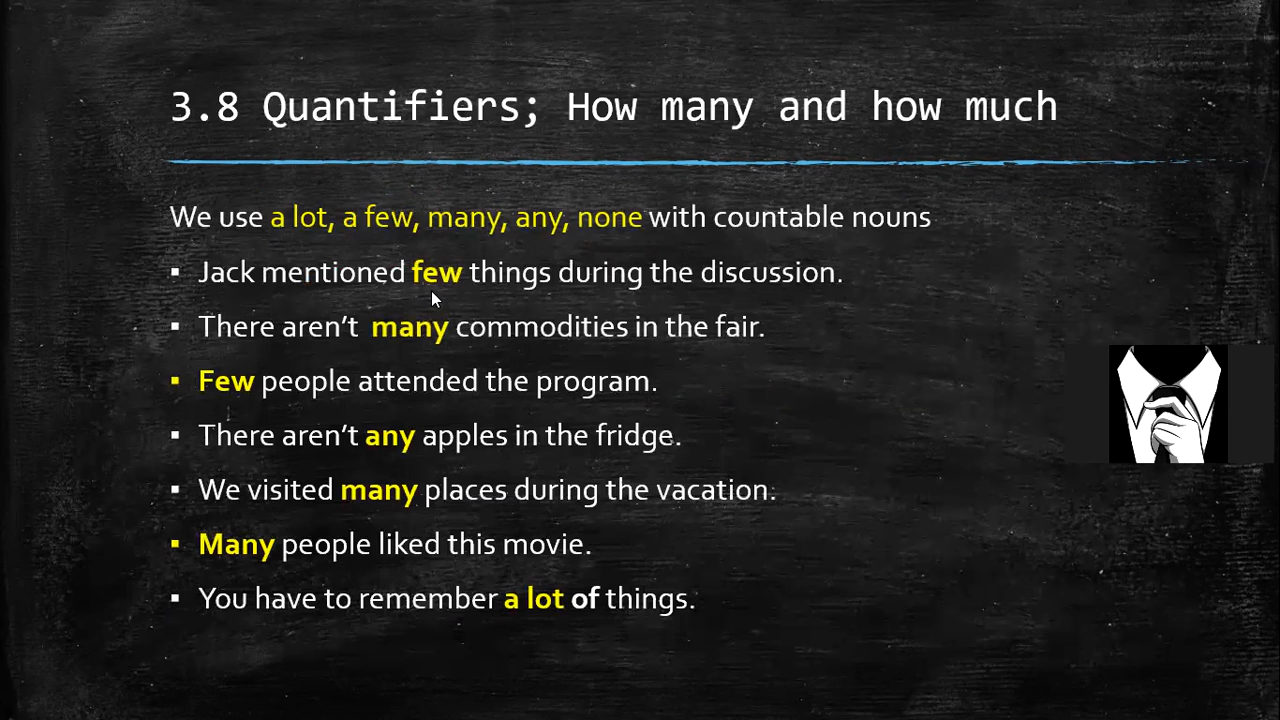 3.8 Quantifiers; How many and how much
We use a lot, a few, many, any, none with countable nouns
▪ Jack mentioned few things during the discussion.
▪ There aren't many commodities in the fair.
▪ Few people attended the program.
▪ There aren't any apples in the fridge.
▪ We visited many places during the vacation.
▪ Many people liked this movie.
▪ You have to remember a lot of things.